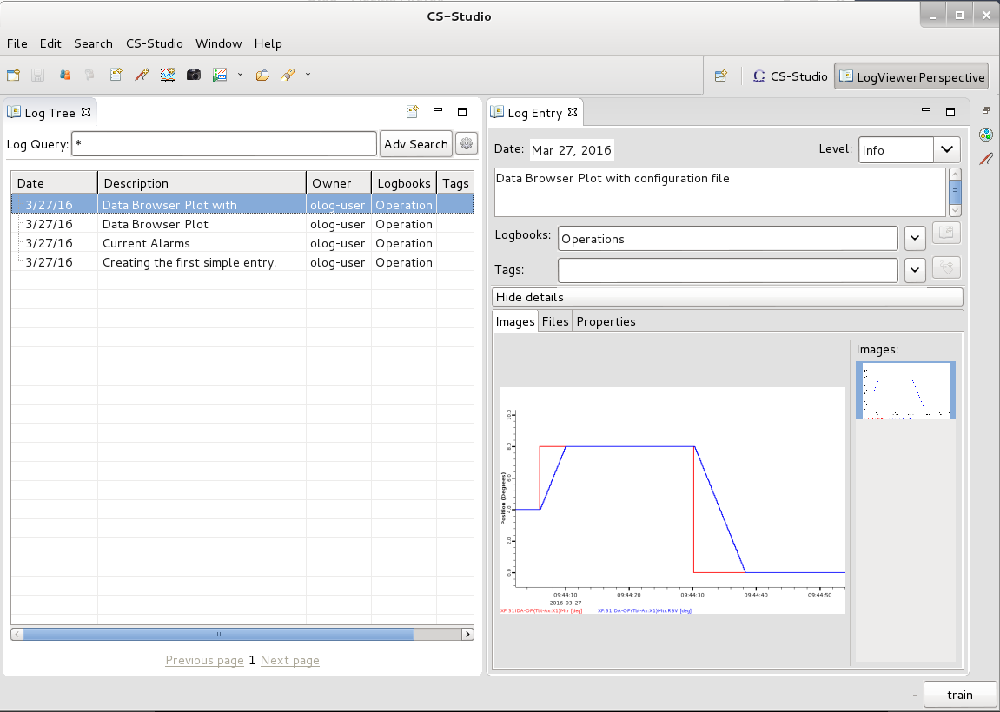 CS-Studio
File Edit Search CS-Studio Window Help
CS-Studio LogViewerPerspective
Log Tree
Log Query: * Adv Search
Date Description Owner Logbooks Tags
3/27/16 Data Browser Plot with olog-user Operation
3/27/16 Data Browser Plot olog-user Operation
3/27/16 Current Alarms olog-user Operation
3/27/16 Creating the first simple entry. olog-user Operation
Previous page 1 Next page
Log Entry
Date: Mar 27, 2016 Level: Info
Data Browser Plot with configuration file
Logbooks: Operations
Tags:
Hide details
Images Files Properties
Images:
10.0
8.0
6.0
4.0
2.0
0.0
Position (Degrees)
09:44:10 09:44:20 09:44:30 09:44:40 09:44:50
2016-03-27
XF:31IDA-OP{Tbl-Ax:X1}Mtr [deg] XF:31IDA-OP{Tbl-Ax:X1}Mtr.RBV [deg]
train